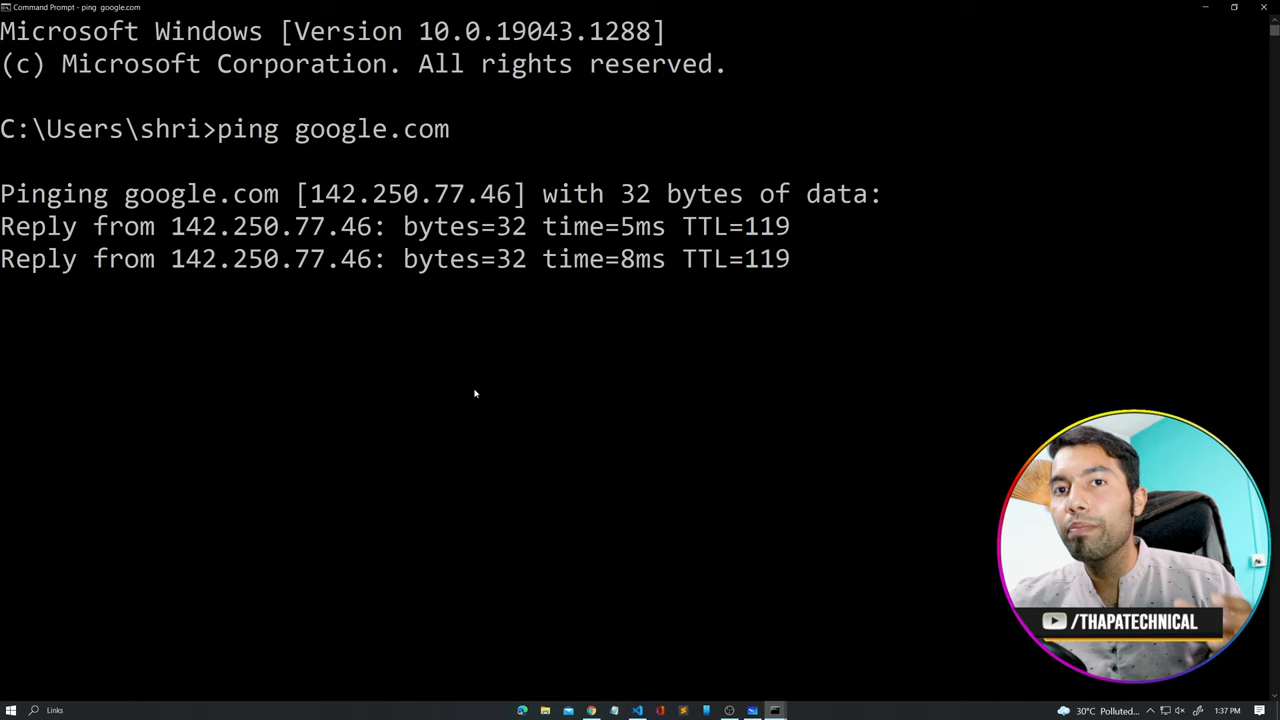 Command Prompt - ping  google.com
Microsoft Windows [Version 10.0.19043.1288]
(c) Microsoft Corporation. All rights reserved.
C:\Users\shri>ping google.com
Pinging google.com [142.250.77.46] with 32 bytes of data:
Reply from 142.250.77.46: bytes=32 time=5ms TTL=119
Reply from 142.250.77.46: bytes=32 time=8ms TTL=119
/THAPATECHNICAL
Links
30°C Polluted...
1:37 PM